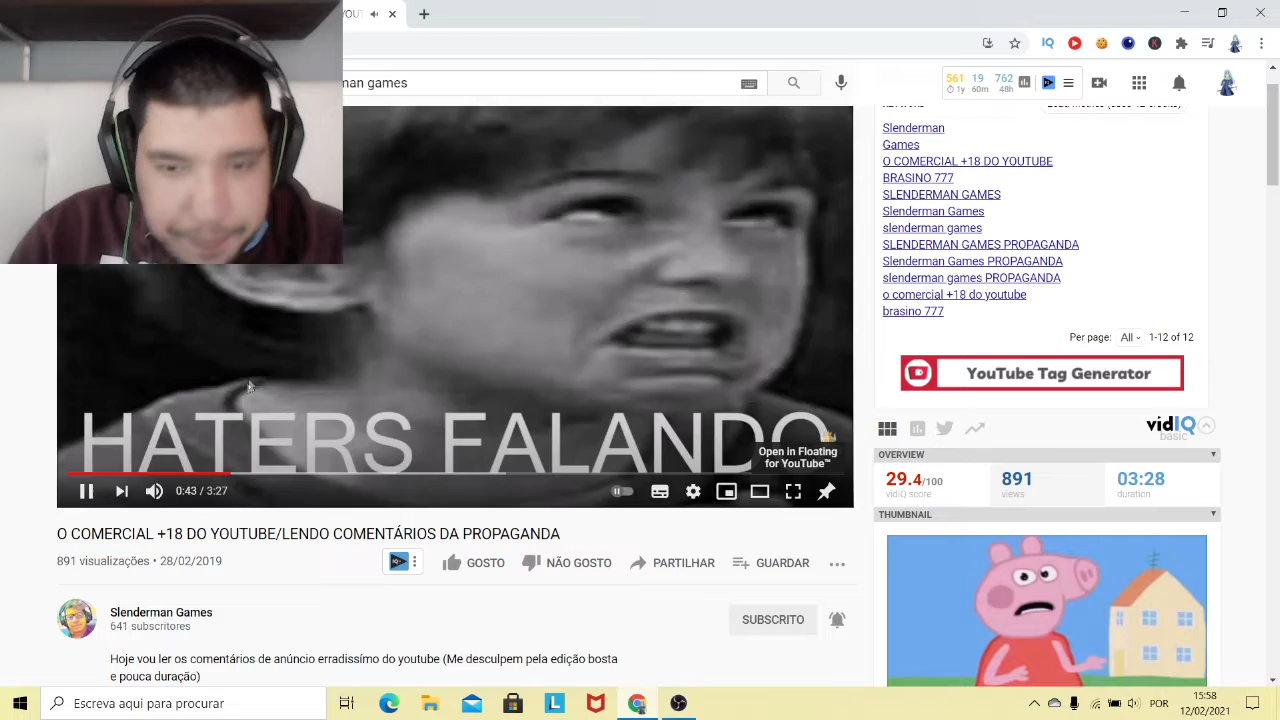 man games
561 19 762
1y 60m 48h
Slenderman
Games
O COMERCIAL +18 DO YOUTUBE
BRASINO 777
SLENDERMAN GAMES
Slenderman Games
slenderman games
SLENDERMAN GAMES PROPAGANDA
Slenderman Games PROPAGANDA
slenderman games PROPAGANDA
o comercial +18 do youtube
brasino 777
Per page: All 1-12 of 12
YouTube Tag Generator
HATERS FALANDO
Open in Floating
for YouTube™
0:43 / 3:27
vidIQ
basic
OVERVIEW
29.4/100 891 03:28
vidIQ score views duration
THUMBNAIL
O COMERCIAL +18 DO YOUTUBE/LENDO COMENTÁRIOS DA PROPAGANDA
891 visualizações • 28/02/2019
GOSTO NÃO GOSTO PARTILHAR GUARDAR
Slenderman Games
641 subscritores
SUBSCRITO
Hoje vou ler os comentários de anúncio erradissímo do youtube (Me desculpem pela edição bosta
e pouca duração)
Escreva aqui para procurar
POR
15:58
12/02/2021